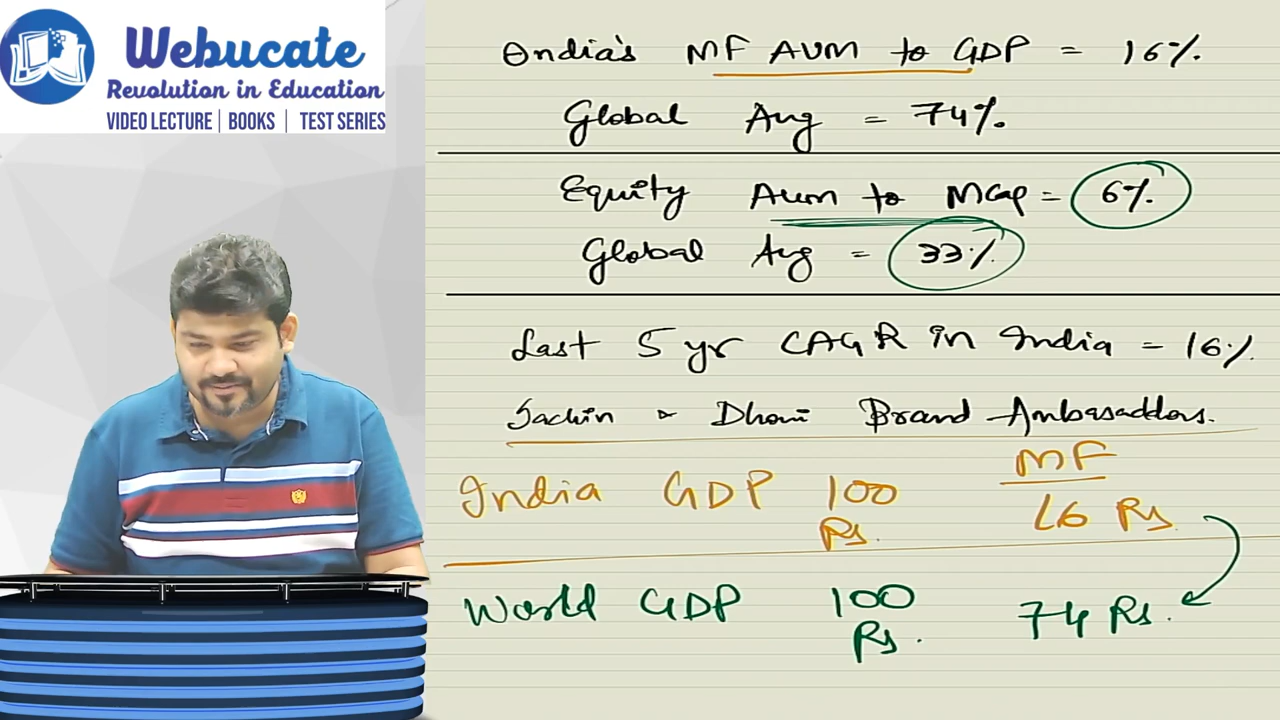 Webucate
Revolution in Education
VIDEO LECTURE | BOOKS | TEST SERIES
India's MF AUM to GDP = 16%.
Global Avg = 74%.
Equity Aum to MCap = 6%.
Global Avg = 33%.
Last 5 yr CAGR in India = 16%.
Sachin & Dhoni Brand Ambasaddors.
MF
India GDP 100 Rs. 16 Rs.
World GDP 100 Rs. 74 Rs.